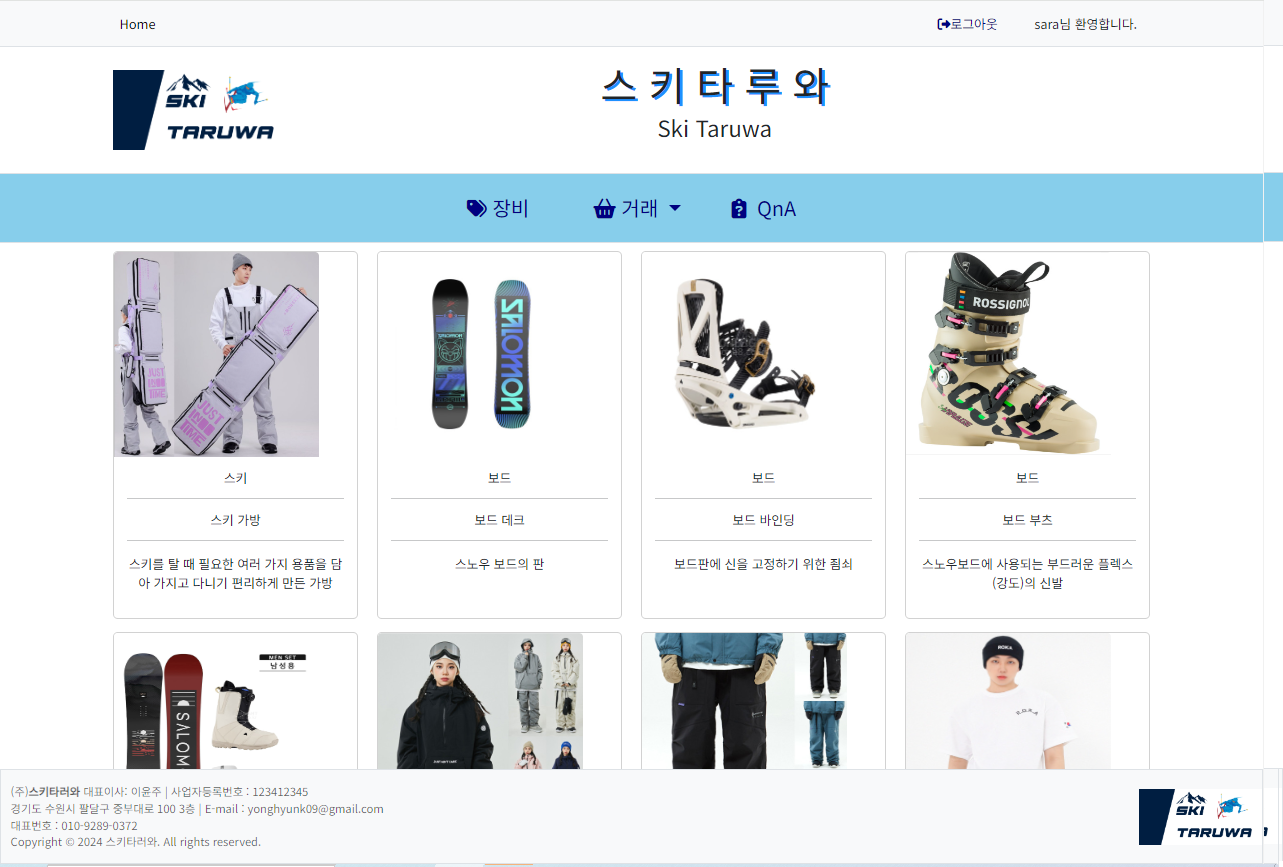 Home
로그아웃
sara님 환영합니다.
SKI
TARUWA
스 키 타 루 와
Ski Taruwa
장비
거래
QnA
JUST
IN
TIME
JUST
IN
TIME
SALOMON
SALOMON
ROSSIGNOL
스키
스키 가방
스키를 탈 때 필요한 여러 가지 용품을 담
아 가지고 다니기 편리하게 만든 가방
보드
보드 데크
스노우 보드의 판
보드
보드 바인딩
보드판에 신을 고정하기 위한 죔쇠
보드
보드 부츠
스노우보드에 사용되는 부드러운 플렉스
(강도)의 신발
MEN SET
남성용
SALOM
ROKA
(주)스키타러와 대표이사: 이윤주 | 사업자등록번호 : 123412345
경기도 수원시 팔달구 중부대로 100 3층 | E-mail : yonghyunk09@gmail.com
대표번호 : 010-9289-0372
Copyright © 2024 스키타러와. All rights reserved.
SKI
TARUWA